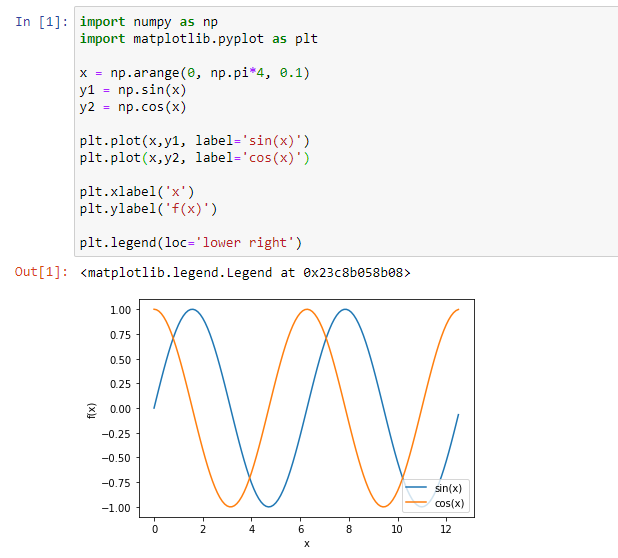 In [1]: import numpy as np
import matplotlib.pyplot as plt
x = np.arange(0, np.pi*4, 0.1)
y1 = np.sin(x)
y2 = np.cos(x)
plt.plot(x,y1, label='sin(x)')
plt.plot(x,y2, label='cos(x)')
plt.xlabel('x')
plt.ylabel('f(x)')
plt.legend(loc='lower right')
Out[1]: <matplotlib.legend.Legend at 0x23c8b058b08>
1.00
0.75
0.50
0.25
0.00
−0.25
−0.50
−0.75
−1.00
f(x)
sin(x)
cos(x)
0 2 4 6 8 10 12
x